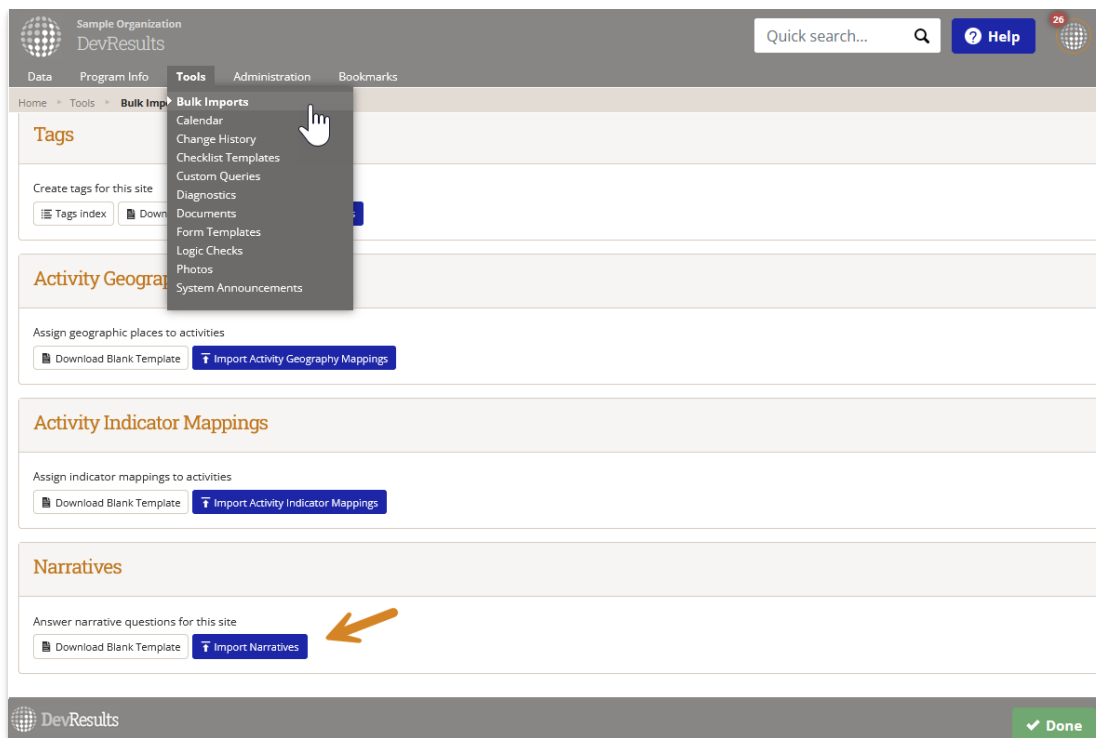 Sample Organization
DevResults
Quick search...
Help
26
Data Program Info Tools Administration Bookmarks
Home Tools Bulk Imp
Bulk Imports
Calendar
Change History
Checklist Templates
Custom Queries
Diagnostics
Documents
Form Templates
Logic Checks
Photos
System Announcements
Tags
Create tags for this site
Tags index Down
Activity Geograp
Assign geographic places to activities
Download Blank Template Import Activity Geography Mappings
Activity Indicator Mappings
Assign indicator mappings to activities
Download Blank Template Import Activity Indicator Mappings
Narratives
Answer narrative questions for this site
Download Blank Template Import Narratives
DevResults
Done